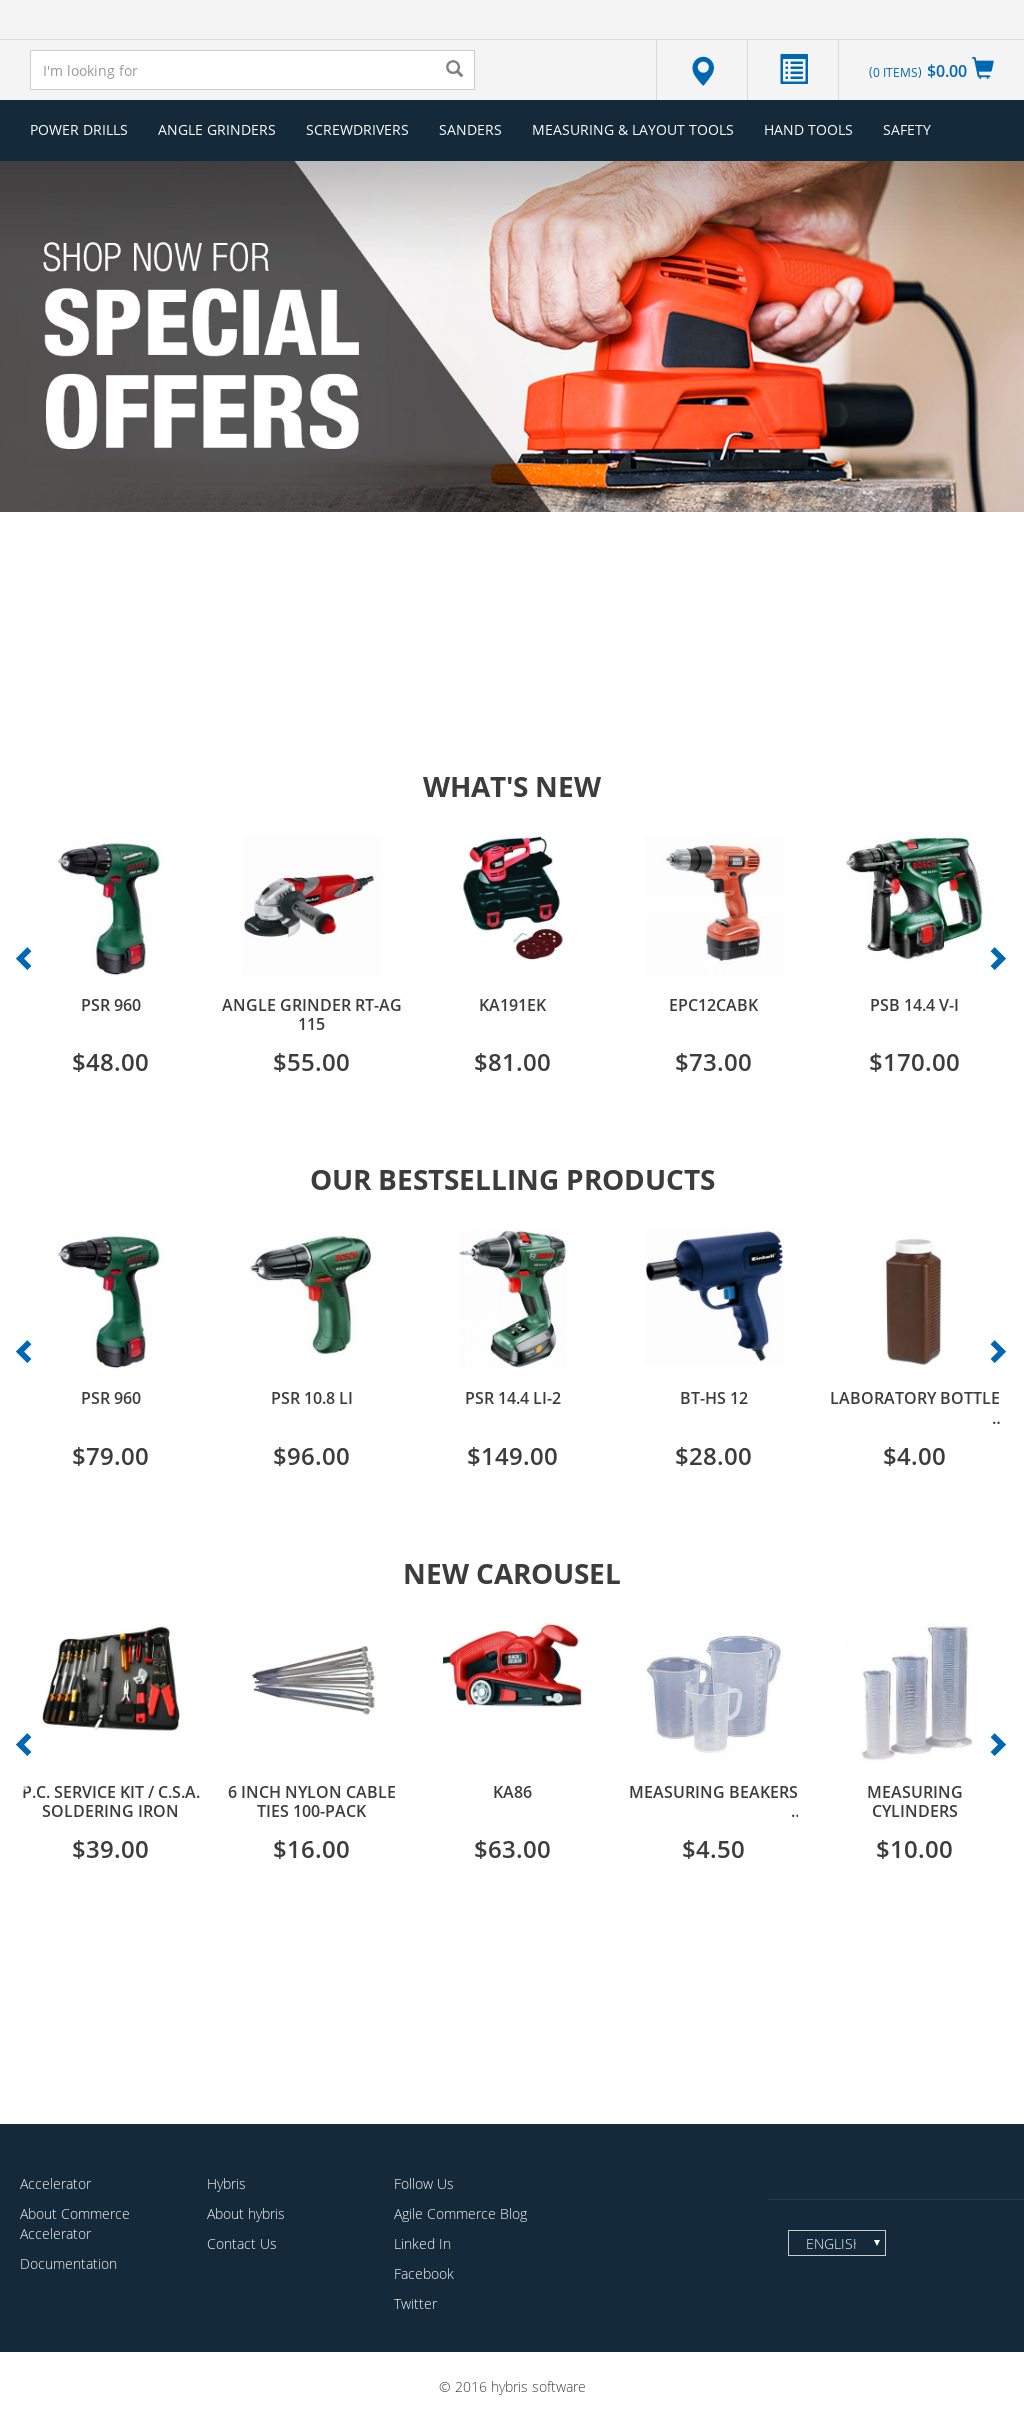 I'm looking for
(0 ITEMS) $0.00
POWER DRILLS ANGLE GRINDERS SCREWDRIVERS SANDERS MEASURING & LAYOUT TOOLS HAND TOOLS SAFETY
SHOP NOW FOR
SPECIAL
OFFERS
WHAT'S NEW
PSR 960
$48.00
ANGLE GRINDER RT-AG
115
$55.00
KA191EK
$81.00
EPC12CABK
$73.00
BOSCH
PSB 14.4 V-I
$170.00
OUR BESTSELLING PRODUCTS
PSR 960
$79.00
BOSCH
PSR 10.8 LI
$96.00
PSR 14.4 LI-2
$149.00
Einhell
BT-HS 12
$28.00
LABORATORY BOTTLE
..
$4.00
NEW CAROUSEL
P.C. SERVICE KIT / C.S.A.
SOLDERING IRON
$39.00
6 INCH NYLON CABLE
TIES 100-PACK
$16.00
KA86
$63.00
MEASURING BEAKERS
..
$4.50
MEASURING
CYLINDERS
$10.00
Accelerator
About Commerce
Accelerator
Documentation
Hybris
About hybris
Contact Us
Follow Us
Agile Commerce Blog
Linked In
Facebook
Twitter
ENGLISH
© 2016 hybris software